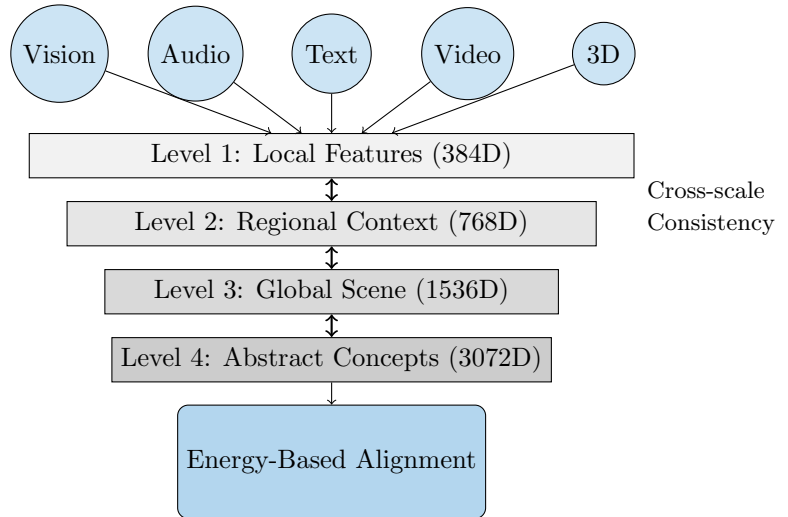 Vision
Audio
Text
Video
3D
Level 1: Local Features (384D)
Cross-scale
Consistency
Level 2: Regional Context (768D)
Level 3: Global Scene (1536D)
Level 4: Abstract Concepts (3072D)
Energy-Based Alignment